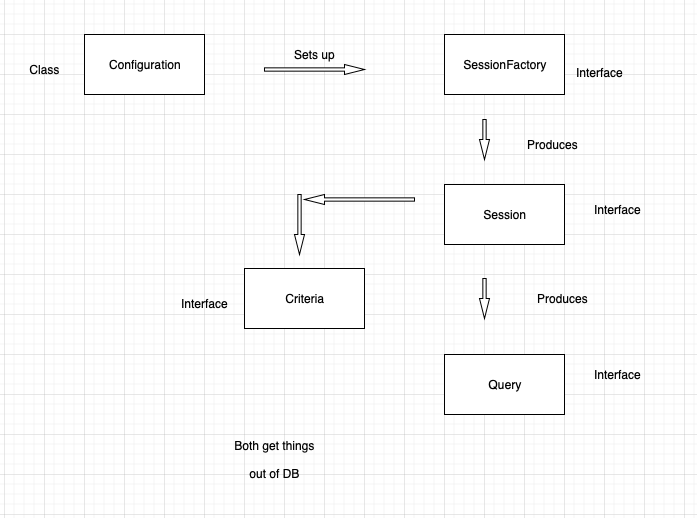 Class
Configuration
Sets up
SessionFactory
Interface
Produces
Session
Interface
Interface
Criteria
Produces
Query
Interface
Both get things
out of DB